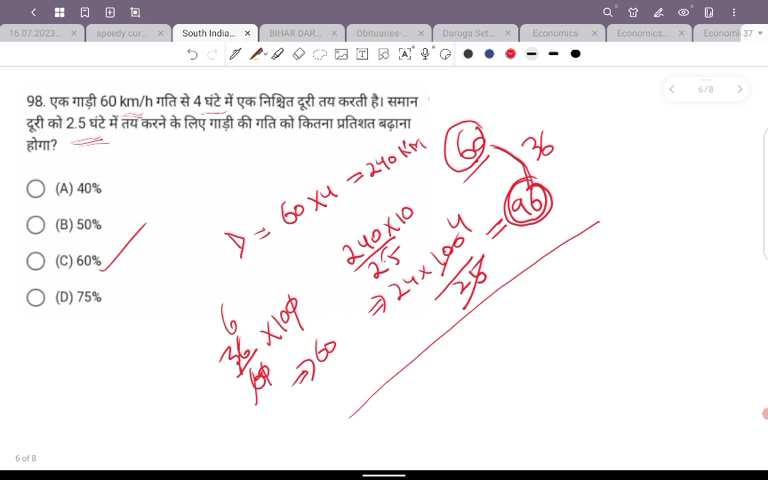 16.07.2023...
speedy cur...
South India...
BIHAR DAR...
Obituaries-...
Daroga Set...
Economics
Economics...
Economi
37
6/8
98. एक गाड़ी 60 km/h गति से 4 घंटे में एक निश्चित दूरी तय करती है। समान
दूरी को 2.5 घंटे में तय करने के लिए गाड़ी की गति को कितना प्रतिशत बढ़ाना
होगा?
(A) 40%
(B) 50%
(C) 60%
(D) 75%
D = 60 x 4 = 240 KM
60
36
96
240 x 10
25
⇒ 24 x 100 4 =
25
6
36 x 100
60
⇒ 60
6 of 8